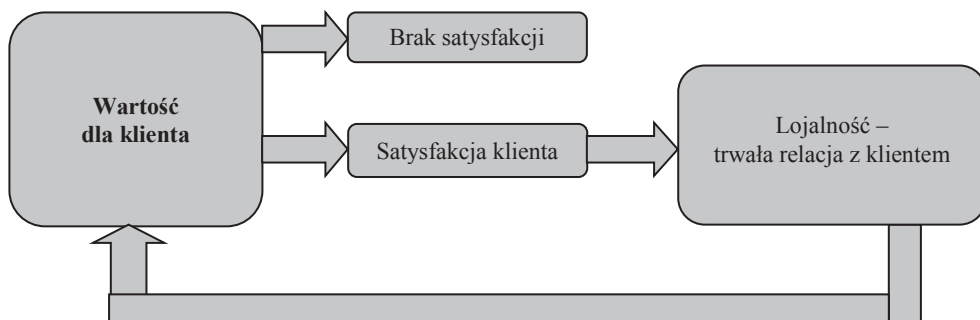 Brak satysfakcji
Wartość
dla klienta
Satysfakcja klienta
Lojalność –
trwała relacja z klientem